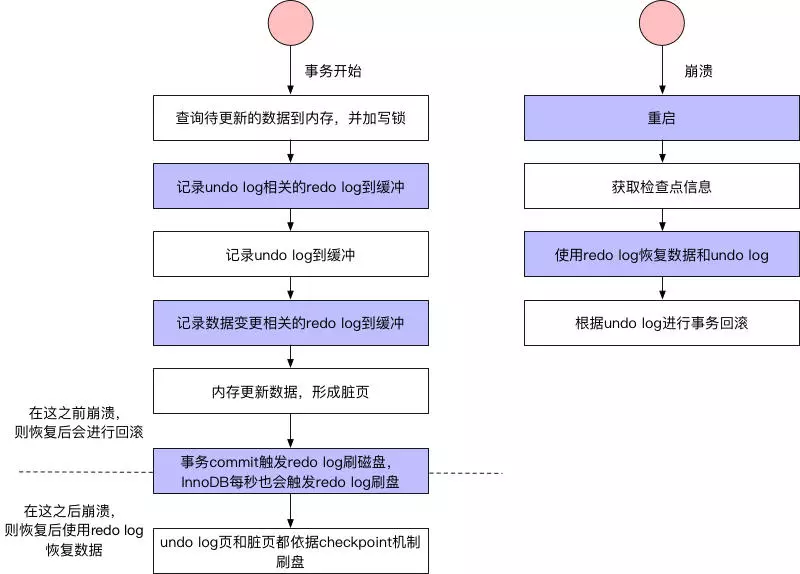 事务开始
查询待更新的数据到内存，并加写锁
记录undo log相关的redo log到缓冲
记录undo log到缓冲
记录数据变更相关的redo log到缓冲
内存更新数据，形成脏页
在这之前崩溃，
则恢复后会进行回滚
事务commit触发redo log刷磁盘，
InnoDB每秒也会触发redo log刷盘
在这之后崩溃，
则恢复后使用redo log
恢复数据
undo log页和脏页都依据checkpoint机制
刷盘
崩溃
重启
获取检查点信息
使用redo log恢复数据和undo log
根据undo log进行事务回滚